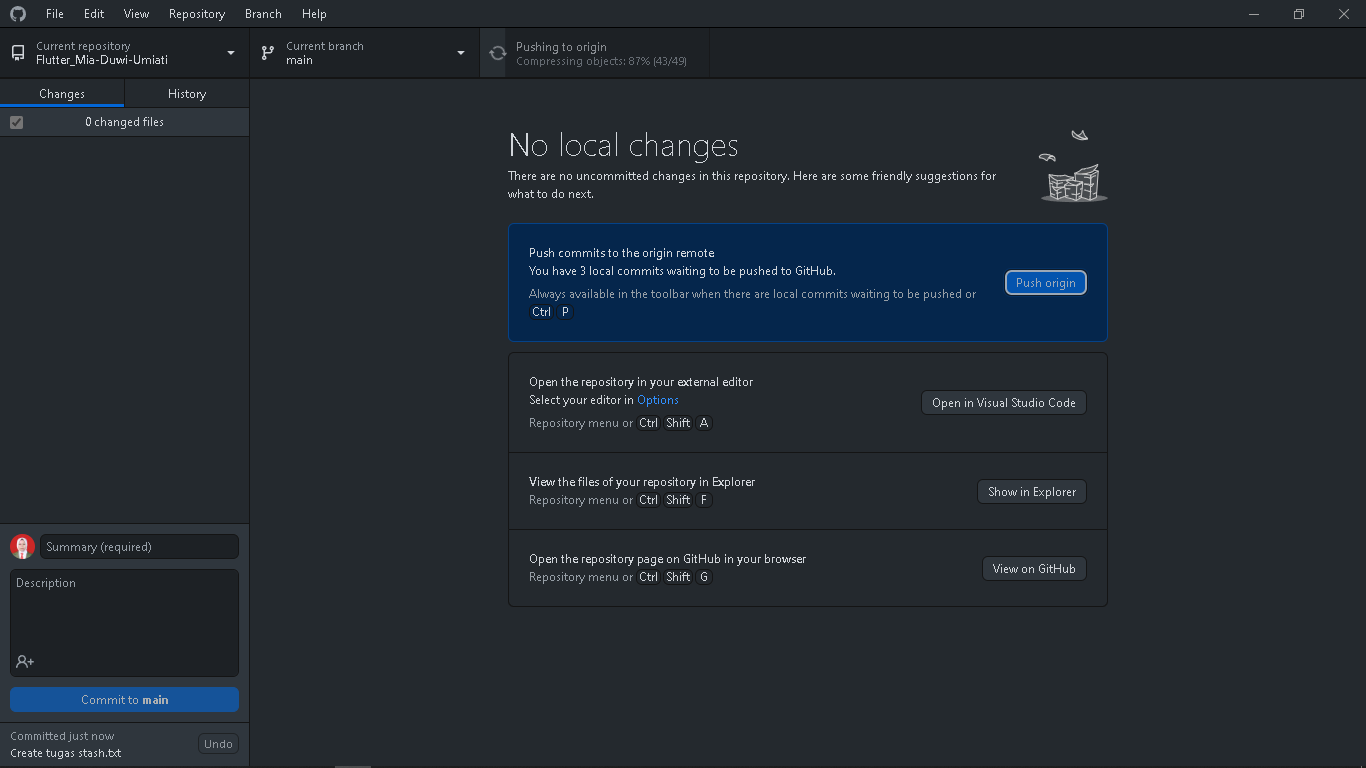 File Edit View Repository Branch Help
Current repository
Flutter_Mia-Duwi-Umiati
Current branch
main
Pushing to origin
Compressing objects: 87% (43/49)
Changes
History
0 changed files
No local changes
There are no uncommitted changes in this repository. Here are some friendly suggestions for
what to do next.
Push commits to the origin remote
You have 3 local commits waiting to be pushed to GitHub.
Always available in the toolbar when there are local commits waiting to be pushed or
Ctrl P
Push origin
Open the repository in your external editor
Select your editor in Options
Repository menu or Ctrl Shift A
Open in Visual Studio Code
View the files of your repository in Explorer
Repository menu or Ctrl Shift F
Show in Explorer
Open the repository page on GitHub in your browser
Repository menu or Ctrl Shift G
View on GitHub
Summary (required)
Description
Commit to main
Committed just now
Create tugas stash.txt
Undo